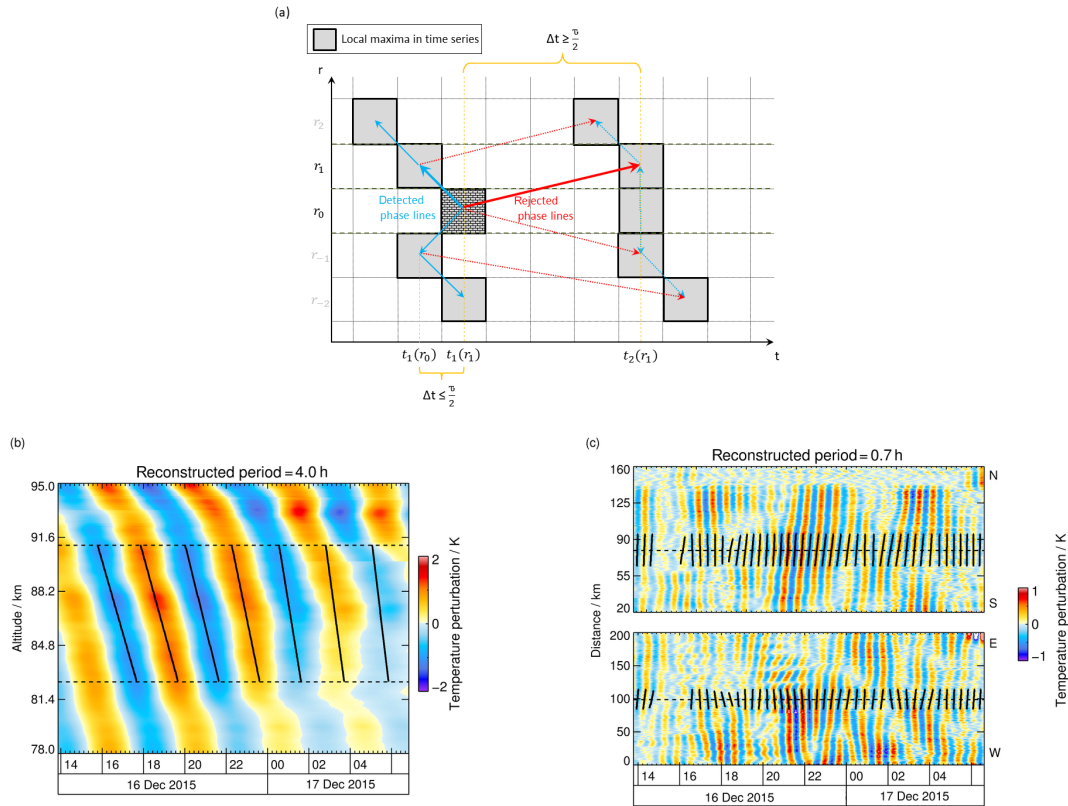 (a)
Local maxima in time series
Δt ≥ 𝜏/2
r
r₂
r₁
r₀
r₋₁
r₋₂
Detected
phase lines
Rejected
phase lines
t₁(r₀) t₁(r₁) t₂(r₁) t
Δt ≤ 𝜏/2
(b)
Reconstructed period = 4.0 h
Altitude / km
95.0
91.6
88.2
84.8
81.4
78.0
14 16 18 20 22 00 02 04
16 Dec 2015 17 Dec 2015
2
1
0
−1
−2
Temperature perturbation / K
(c)
Reconstructed period = 0.7 h
Distance / km
160
125
90
55
20
N
S
200
150
100
50
0
E
W
14 16 18 20 22 00 02 04
16 Dec 2015 17 Dec 2015
1
0
−1
Temperature perturbation / K